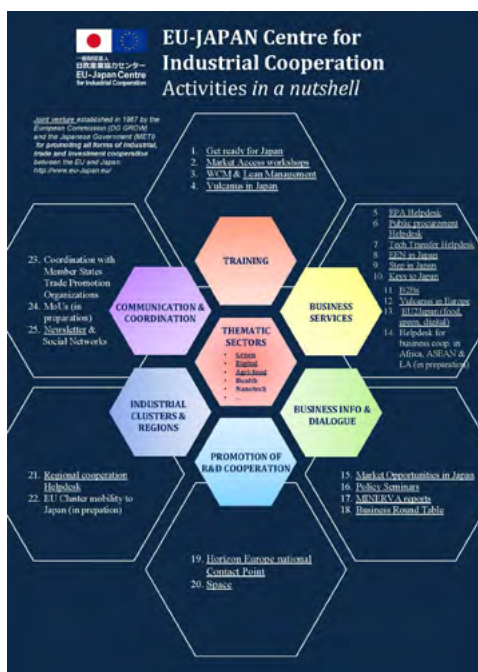 EU-JAPAN Centre for
Industrial Cooperation
Activities in a nutshell
一般財団法人
日欧産業協力センター
EU-Japan Centre
for Industrial Cooperation
Joint venture established in 1987 by the
European Commission (DG GROW)
and the Japanese Government (METI)
for promoting all forms of industrial,
trade and investment cooperation
between the EU and Japan
http://www.eu-japan.eu/
1. Get ready for Japan
2. Market Access workshops
3. WCM & Lean Management
4. Vulcanus in Japan
TRAINING
5 EPA Helpdesk
6 Public procurement
Helpdesk
7 Tech Transfer Helpdesk
8 EEN in Japan
9 Step in Japan
10. Keys to Japan
11 B2Bs
12. Vulcanus in Europe
13. EU2Japan (food,
green, digital)
14 Helpdesk for
business coop. in
Africa, ASEAN &
LA (in preparation)
BUSINESS
SERVICES
23. Coordination with
Member States
Trade Promotion
Organizations
24. MoUs (in
preparation)
25. Newsletter &
Social Networks
COMMUNICATION &
COORDINATION
THEMATIC
SECTORS
• Green
• Digital
• Agri-food
• Health
• Nanotech
INDUSTRIAL
CLUSTERS &
REGIONS
BUSINESS INFO &
DIALOGUE
PROMOTION OF
R&D COOPERATION
21. Regional cooperation
Helpdesk
22. EU Cluster mobility to
Japan (in prepation)
15. Market Opportunities in Japan
16. Policy Seminars
17. MINERVA reports
18. Business Round Table
19. Horizon Europe national
Contact Point
20. Space